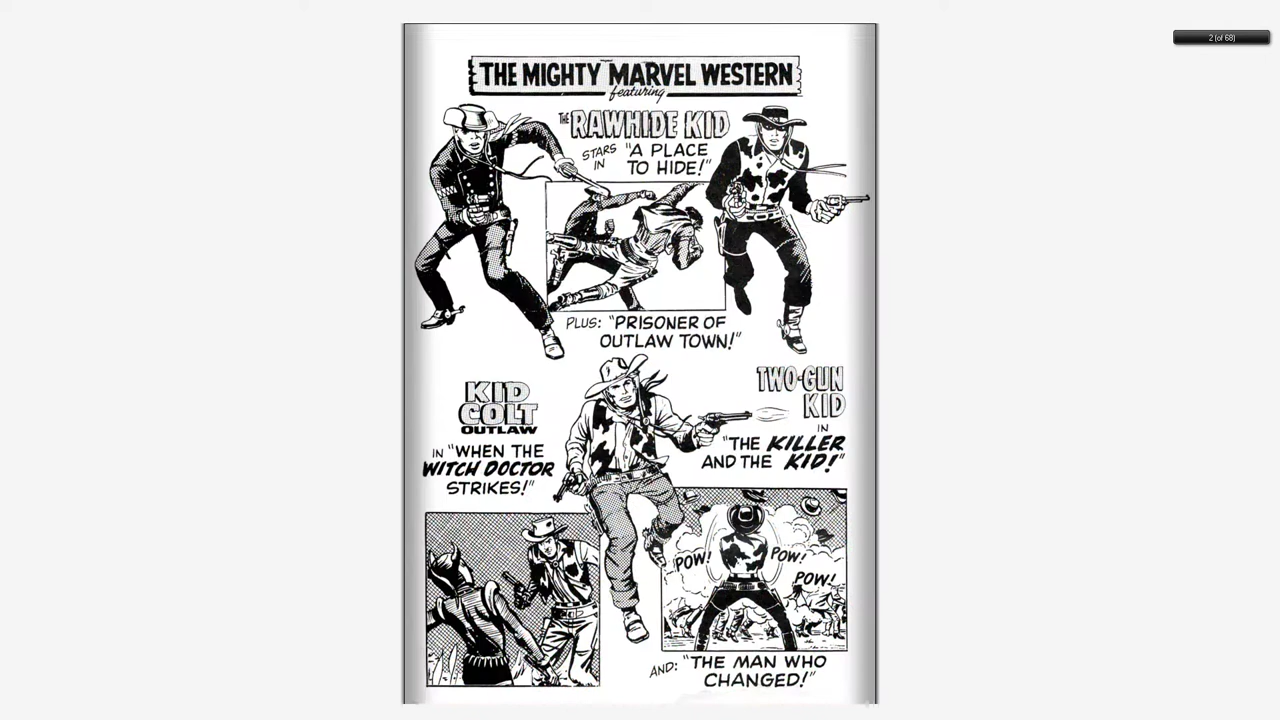 2 (of 68)
THE MIGHTY MARVEL WESTERN
featuring
THE RAWHIDE KID
STARS IN "A PLACE TO HIDE!"
PLUS: "PRISONER OF
OUTLAW TOWN!"
KID
COLT
OUTLAW
IN "WHEN THE
WITCH DOCTOR
STRIKES!"
TWO-GUN
KID
IN
"THE KILLER
AND THE KID!"
POW!
POW!
POW!
AND: "THE MAN WHO
CHANGED!"